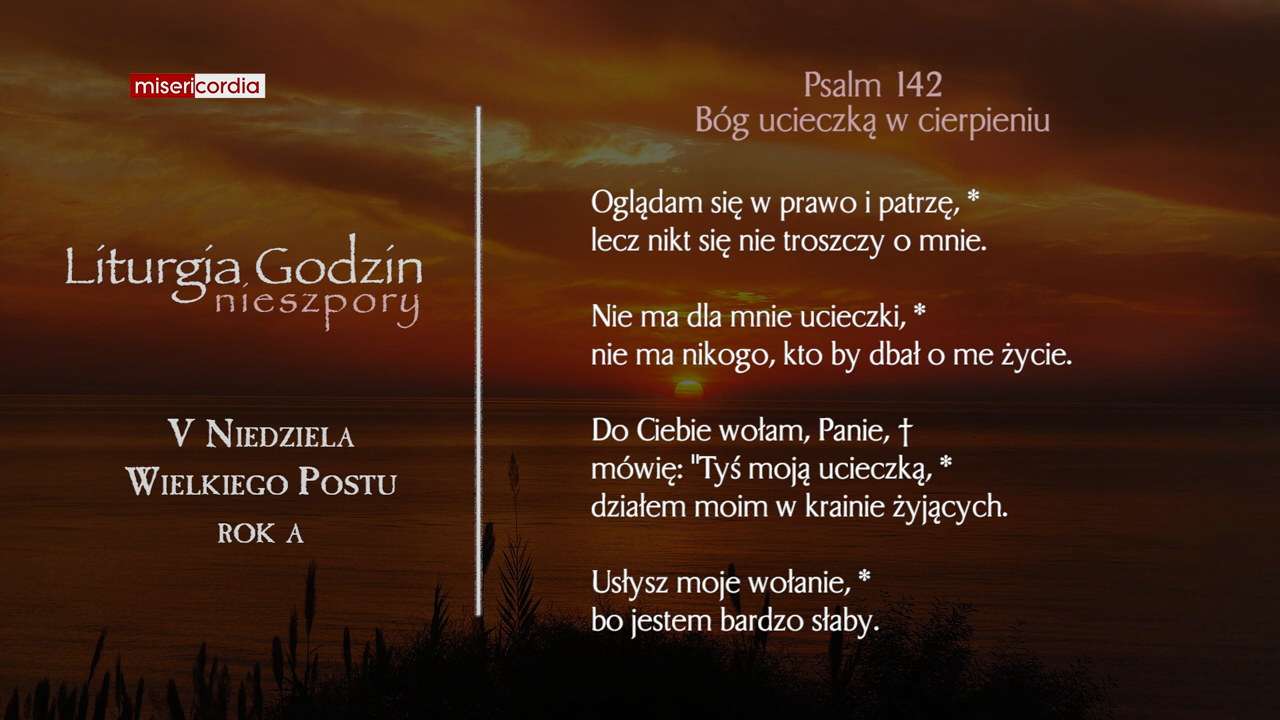 misericordia
Liturgia Godzin
nieszpory
V Niedziela
Wielkiego Postu
rok A
Psalm 142
Bóg ucieczką w cierpieniu
Oglądam się w prawo i patrzę, *
lecz nikt się nie troszczy o mnie.
Nie ma dla mnie ucieczki, *
nie ma nikogo, kto by dbał o me życie.
Do Ciebie wołam, Panie, †
mówię: "Tyś moją ucieczką, *
działem moim w krainie żyjących.
Usłysz moje wołanie, *
bo jestem bardzo słaby.